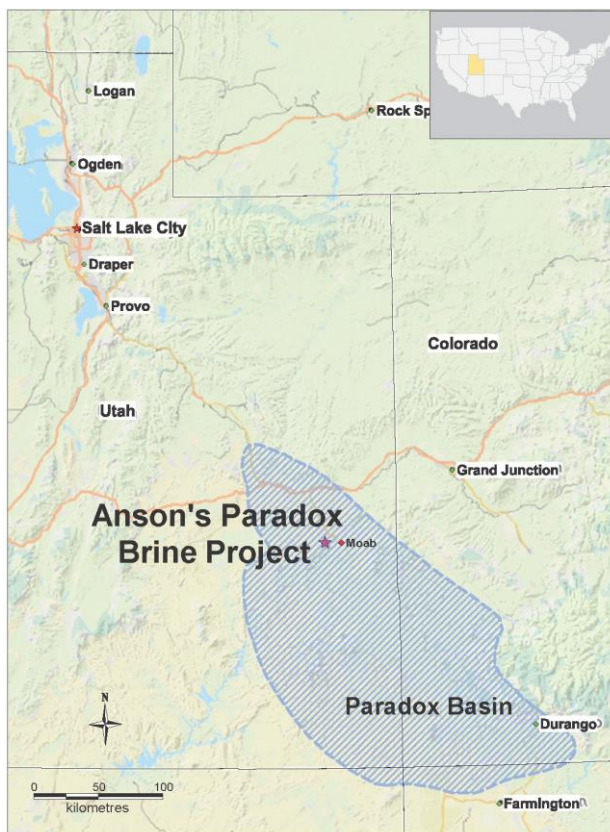 Logan
Rock Sp
Ogden
Salt Lake City
Draper
Provo
Colorado
Utah
Grand Junction
Anson's Paradox
Brine Project
Moab
Paradox Basin
N
Durango
0 50 100
kilometres
Farmington